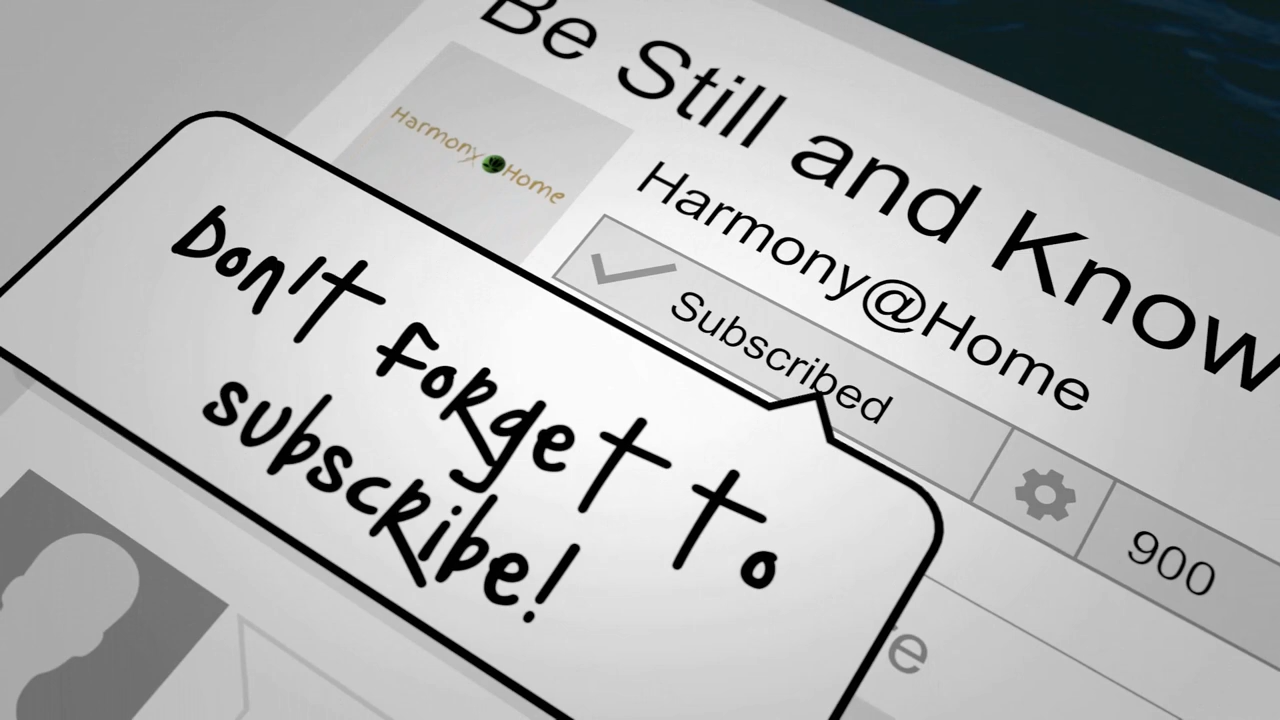 Be Still and Know
Harmony Home
Harmony@Home
Subscribed
900
Don't Forget to
subscribe!